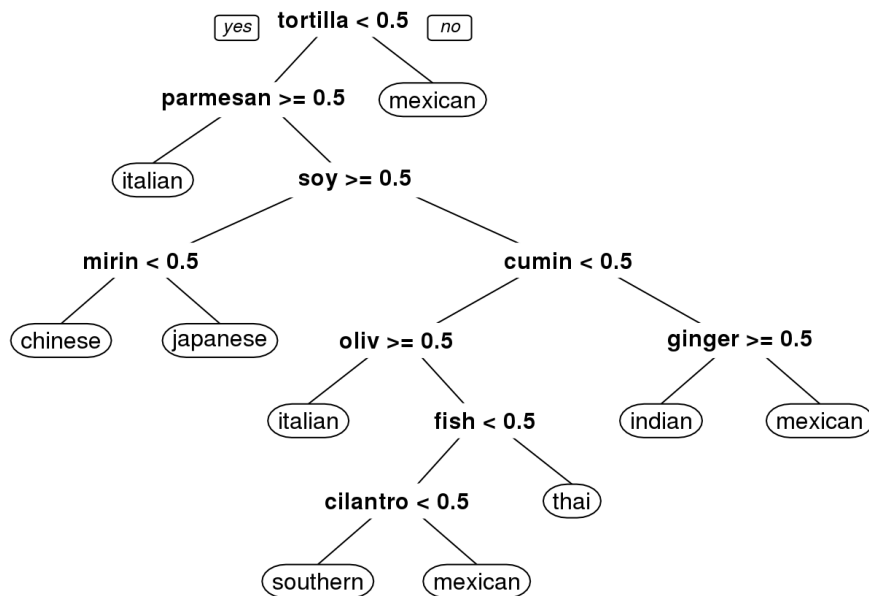 yes tortilla < 0.5 no
parmesan >= 0.5 mexican
italian soy >= 0.5
mirin < 0.5 cumin < 0.5
chinese japanese oliv >= 0.5 ginger >= 0.5
italian fish < 0.5 indian mexican
cilantro < 0.5 thai
southern mexican